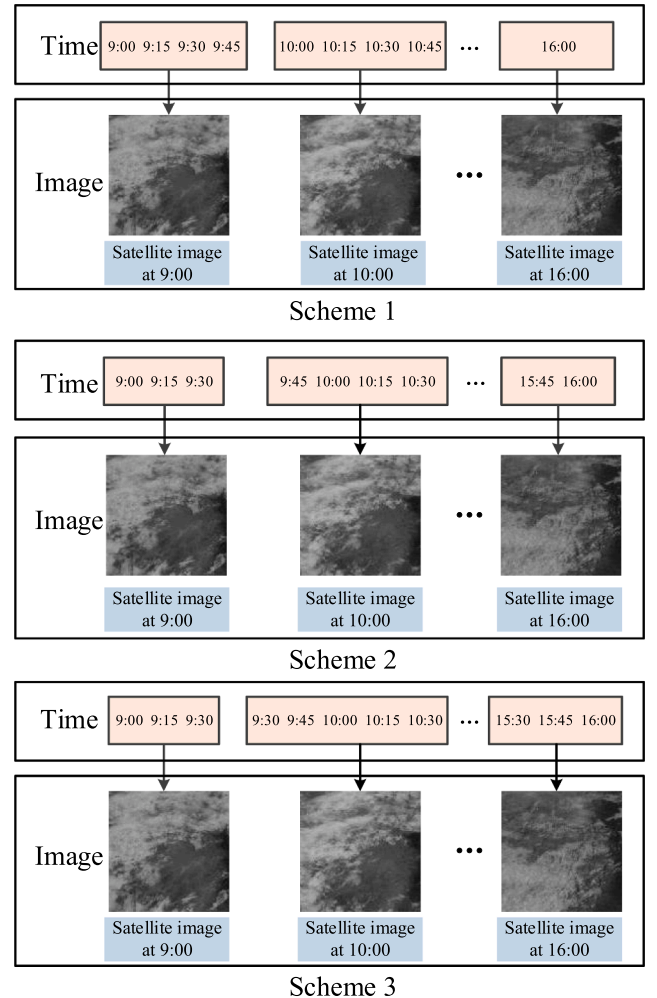 Time 9:00 9:15 9:30 9:45 10:00 10:15 10:30 10:45 ... 16:00
Image ...
Satellite image at 9:00
Satellite image at 10:00
Satellite image at 16:00
Scheme 1
Time 9:00 9:15 9:30 9:45 10:00 10:15 10:30 ... 15:45 16:00
Image ...
Satellite image at 9:00
Satellite image at 10:00
Satellite image at 16:00
Scheme 2
Time 9:00 9:15 9:30 9:30 9:45 10:00 10:15 10:30 ... 15:30 15:45 16:00
Image ...
Satellite image at 9:00
Satellite image at 10:00
Satellite image at 16:00
Scheme 3